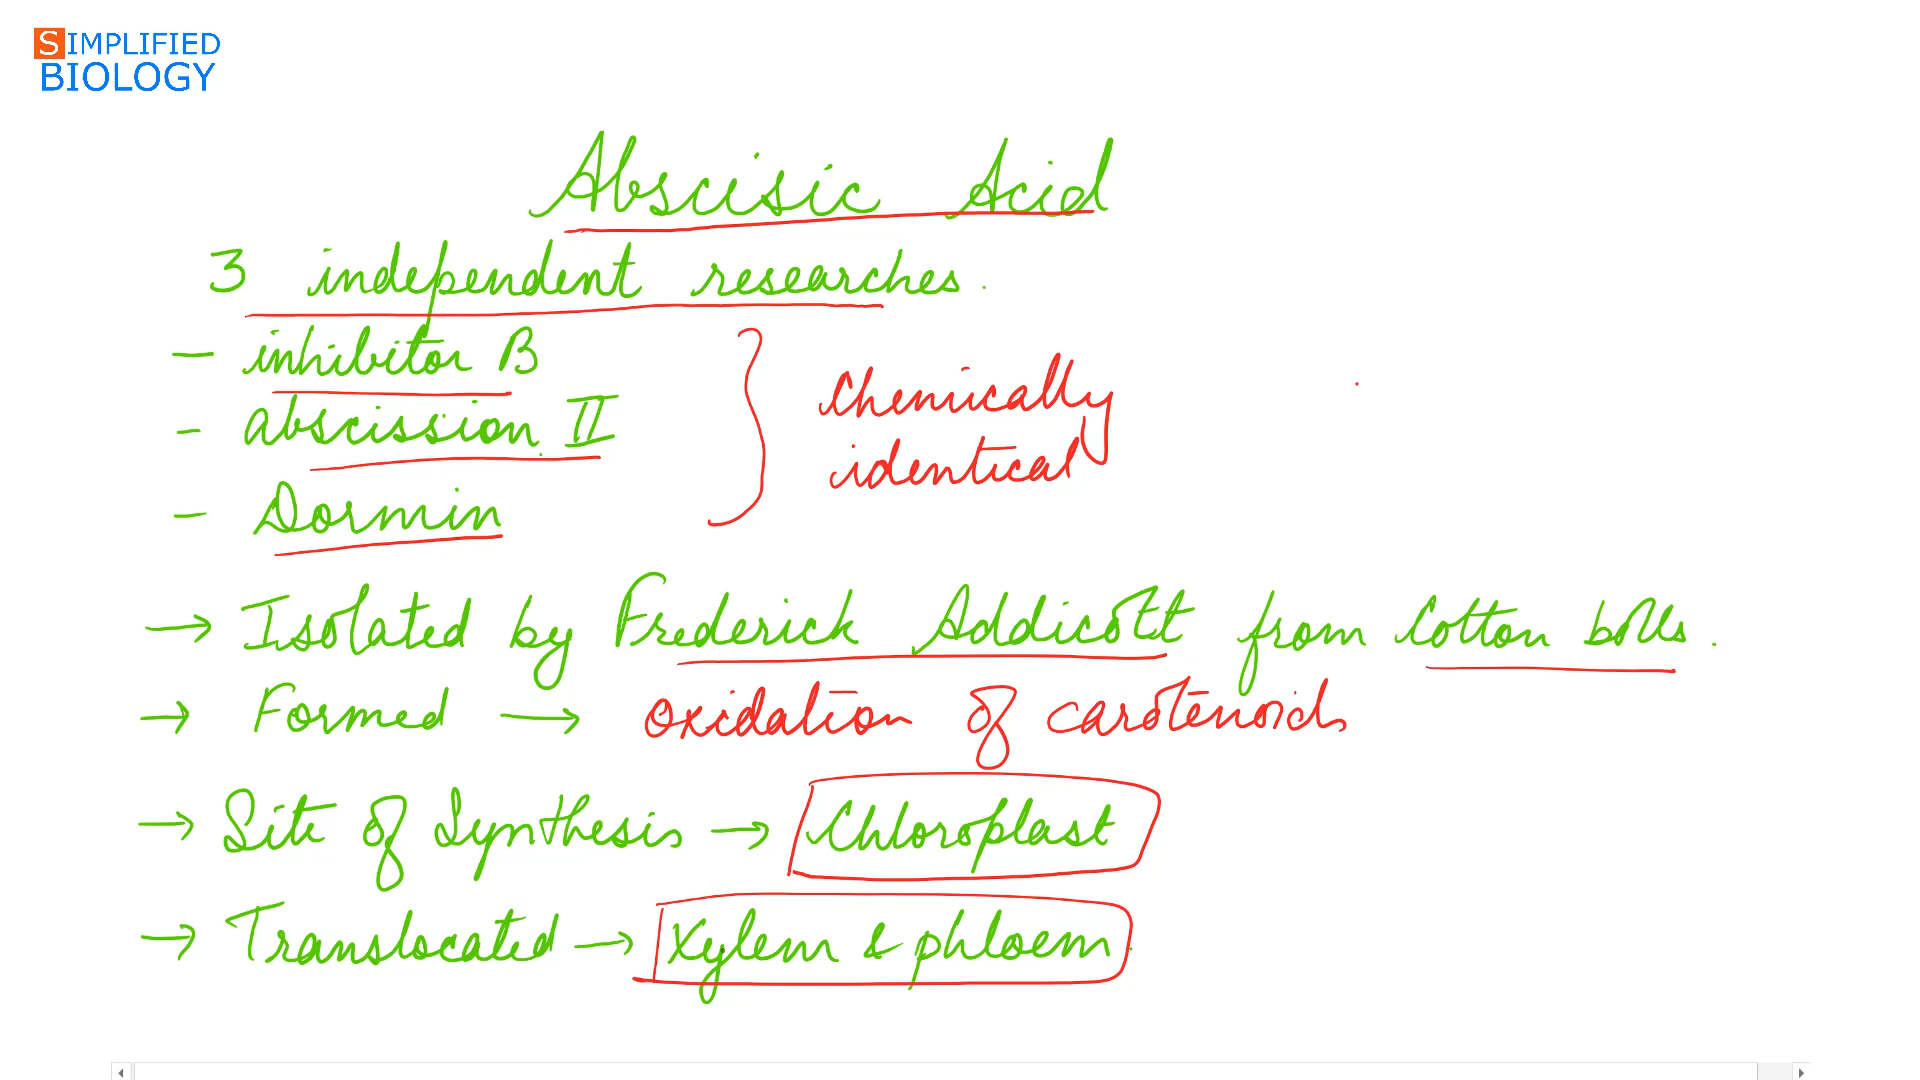 SIMPLIFIED
BIOLOGY
Abscisic Acid
3 independent researches.
- inhibitor B
- abscission II
- Dormin
Chemically
identical
→ Isolated by Frederick Addicott from Cotton bolls.
→ Formed → oxidation of carotenoids
→ Site of Synthesis → Chloroplast
→ Translocated → Xylem & phloem.